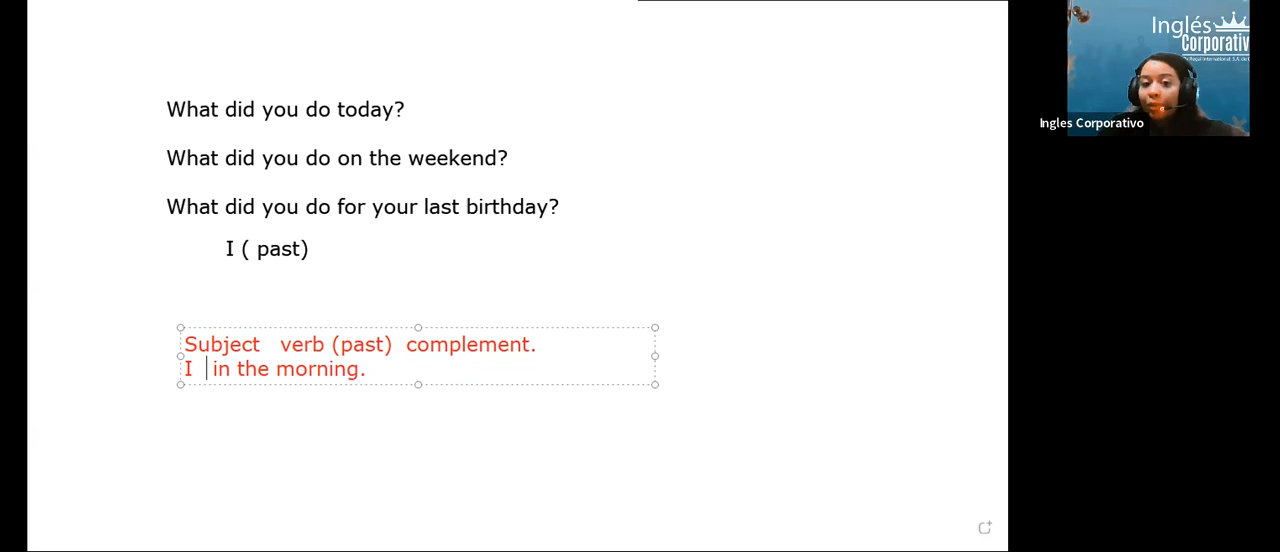 What did you do today?
What did you do on the weekend?
What did you do for your last birthday?
I ( past)
Subject verb (past) complement.
I in the morning.
Inglés
Corporativ
Ingles Corporativo